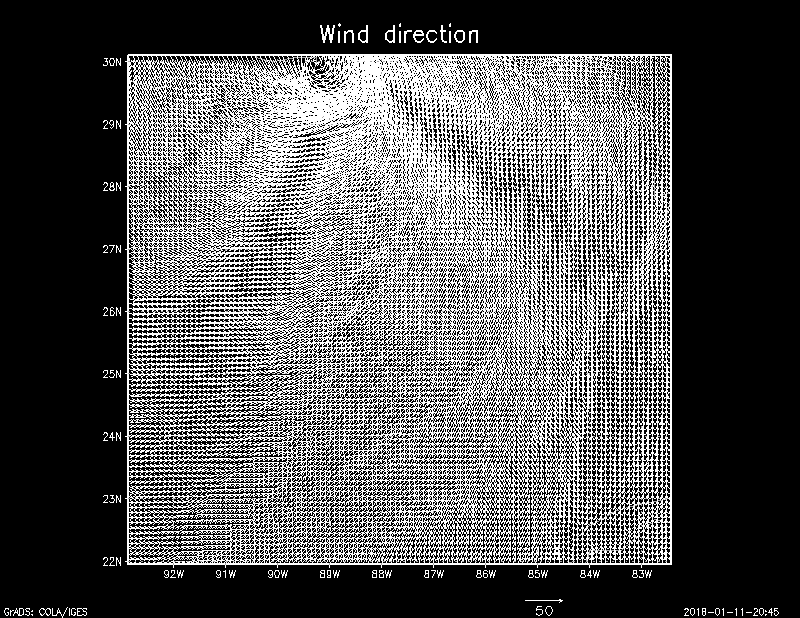 Wind direction
30N
29N
28N
27N
26N
25N
24N
23N
22N
92W 91W 90W 89W 88W 87W 86W 85W 84W 83W
50
GrADS: COLA/IGES
2018-01-11-20:45